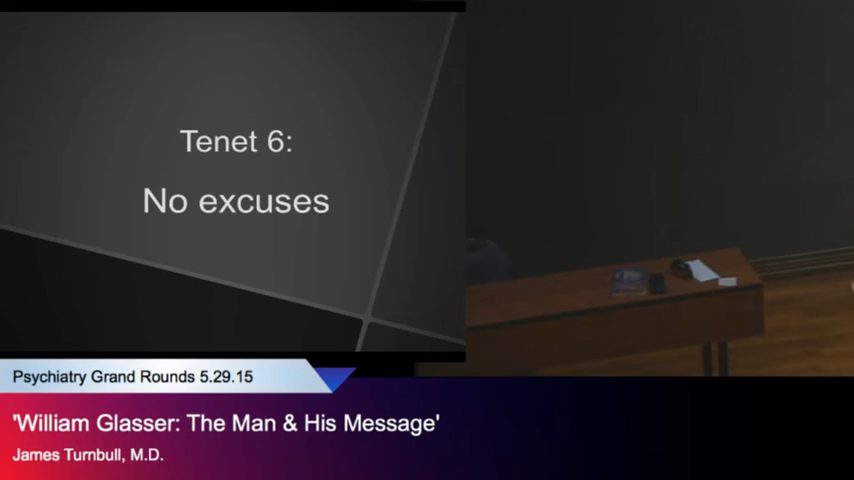 Tenet 6:
No excuses
Psychiatry Grand Rounds 5.29.15
'William Glasser: The Man & His Message'
James Turnbull, M.D.